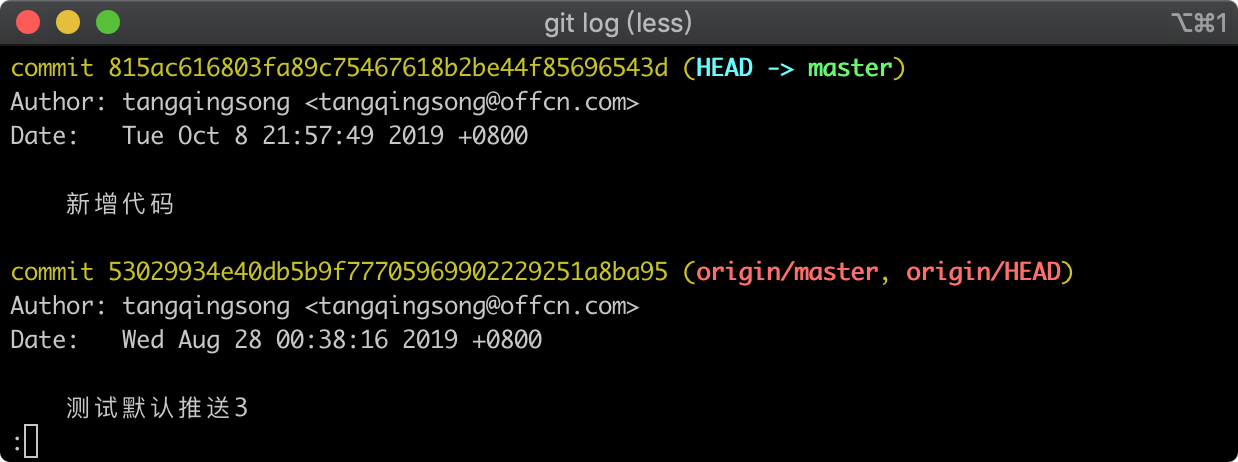 git log (less)
⌥⌘1
commit 815ac616803fa89c75467618b2be44f85696543d (HEAD -> master)
Author: tangqingsong <tangqingsong@offcn.com>
Date:   Tue Oct 8 21:57:49 2019 +0800
新增代码
commit 53029934e40db5b9f77705969902229251a8ba95 (origin/master, origin/HEAD)
Author: tangqingsong <tangqingsong@offcn.com>
Date:   Wed Aug 28 00:38:16 2019 +0800
测试默认推送3
: